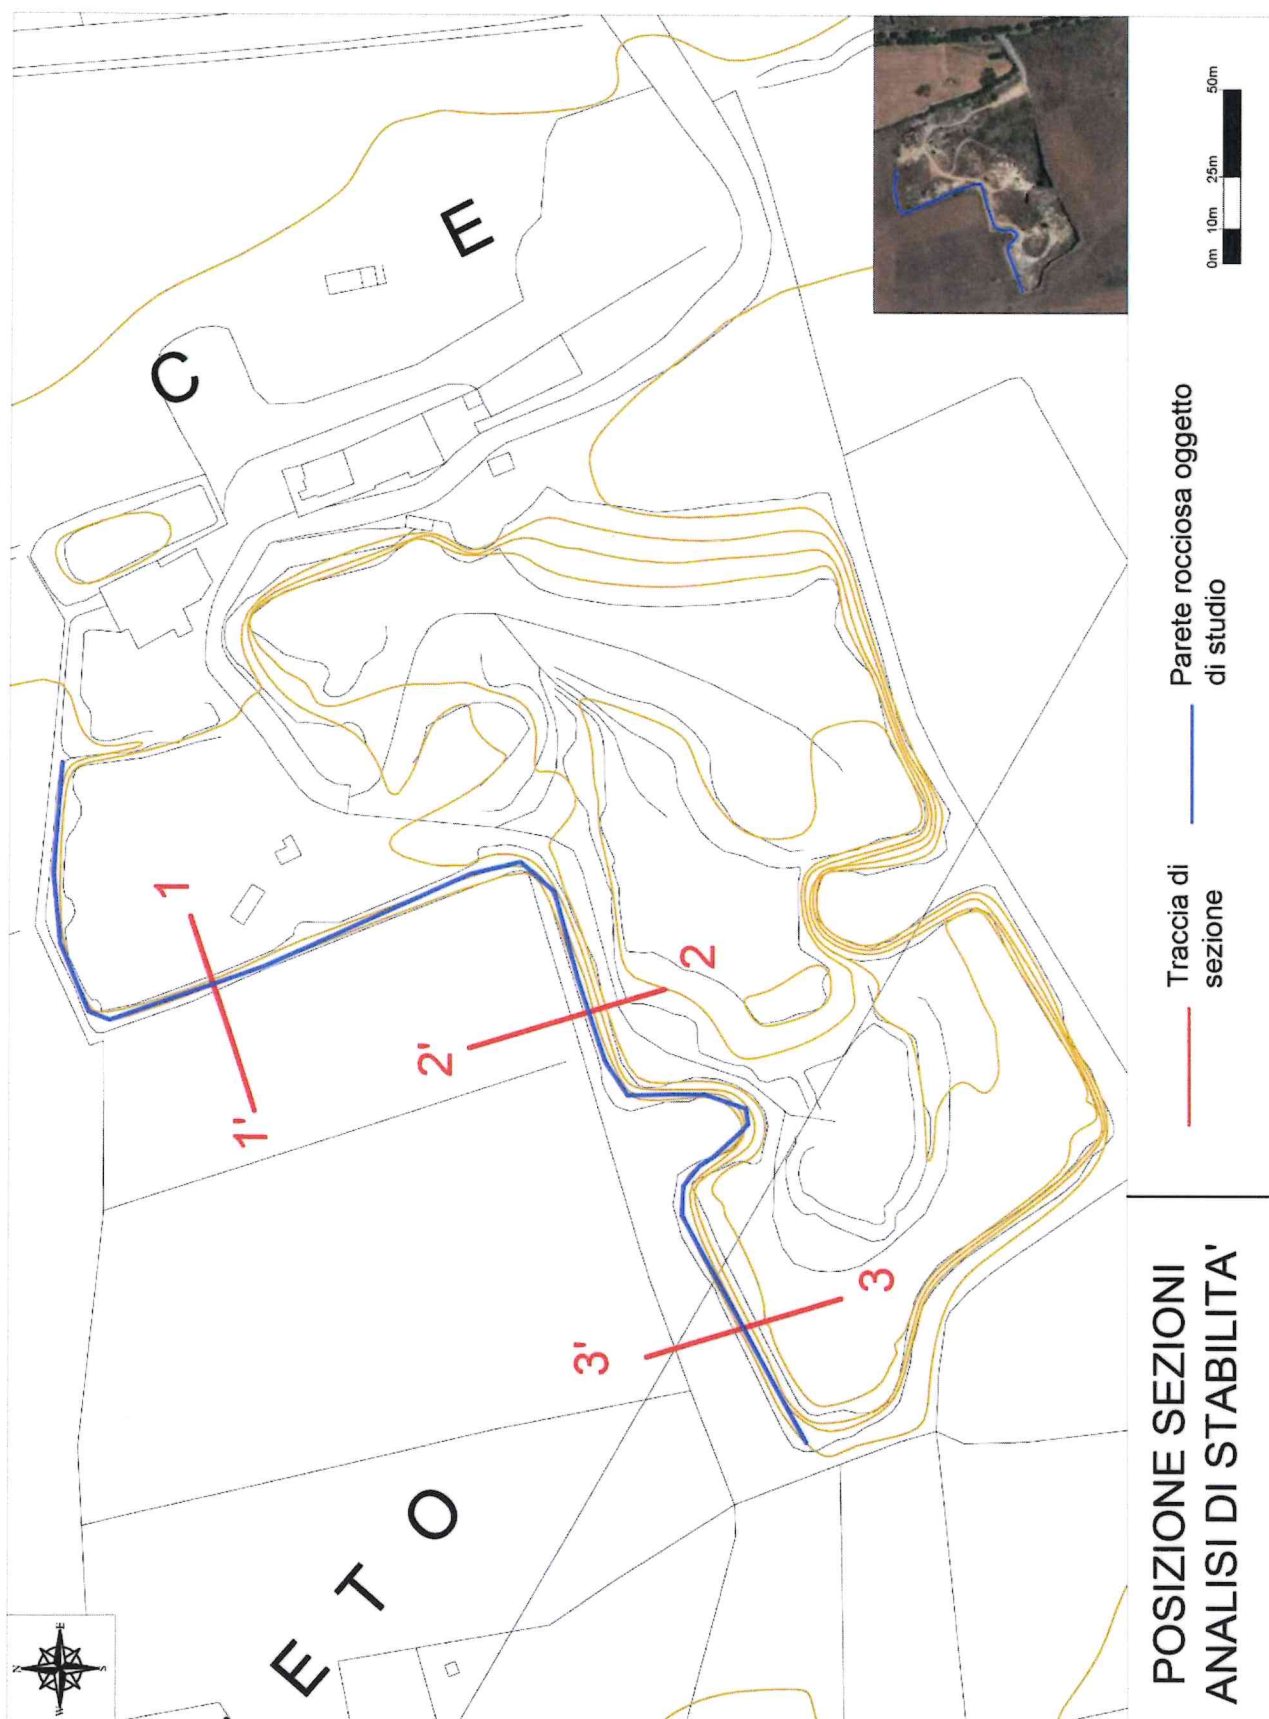 C
E
E T O
1
1'
2
2'
3
3'
N
E
S
W
POSIZIONE SEZIONI
ANALISI DI STABILITA'
Traccia di
sezione
Parete rocciosa oggetto
di studio
0m 10m 25m 50m